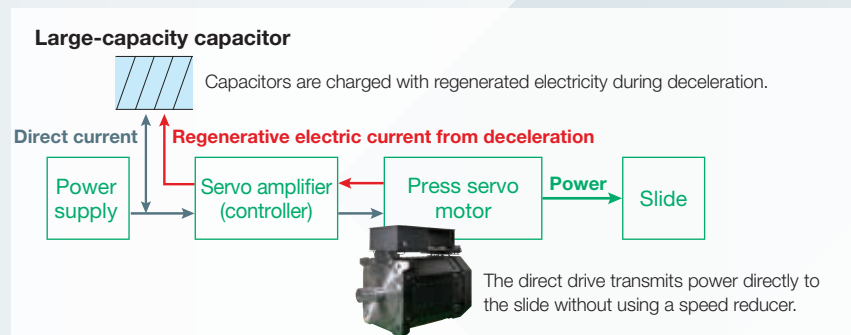 Large-capacity capacitor
Capacitors are charged with regenerated electricity during deceleration.
Direct current
Regenerative electric current from deceleration
Power
supply
Servo amplifier
(controller)
Press servo
motor
Power
Slide
The direct drive transmits power directly to
the slide without using a speed reducer.